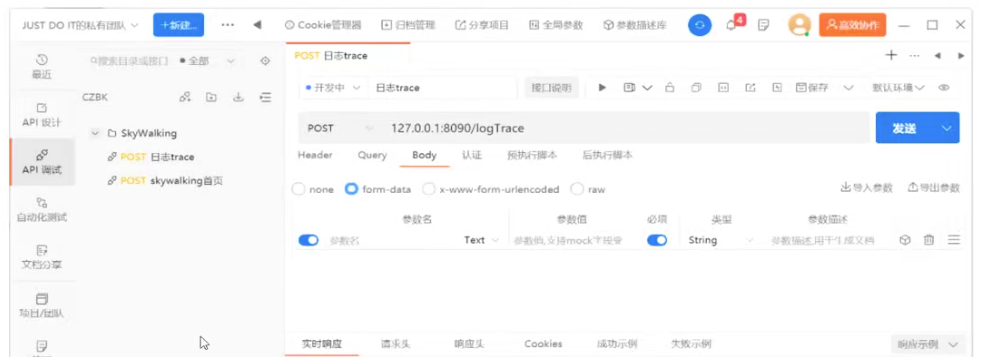 JUST DO IT的私有团队 +新建... ... Cookie管理器 归档管理 分享项目 全局参数 参数描述库 4 高效协作
最近
搜索目录或接口 全部
POST 日志trace
CZBK
开发中 日志trace 接口说明 保存 默认环境
API 设计
SkyWalking
POST 127.0.0.1:8090/logTrace 发送
API 调试
POST 日志trace
Header Query Body 认证 预执行脚本 后执行脚本
POST skywalking首页
none form-data x-www-form-urlencoded raw 导入参数 导出参数
自动化测试
参数名 参数值 必填 类型 参数描述
参数名 Text 参数值,支持mock字段变 String 参数描述,用于生成文档
文档分享
项目/团队
实时响应 请求头 响应头 Cookies 成功示例 失败示例 响应示例